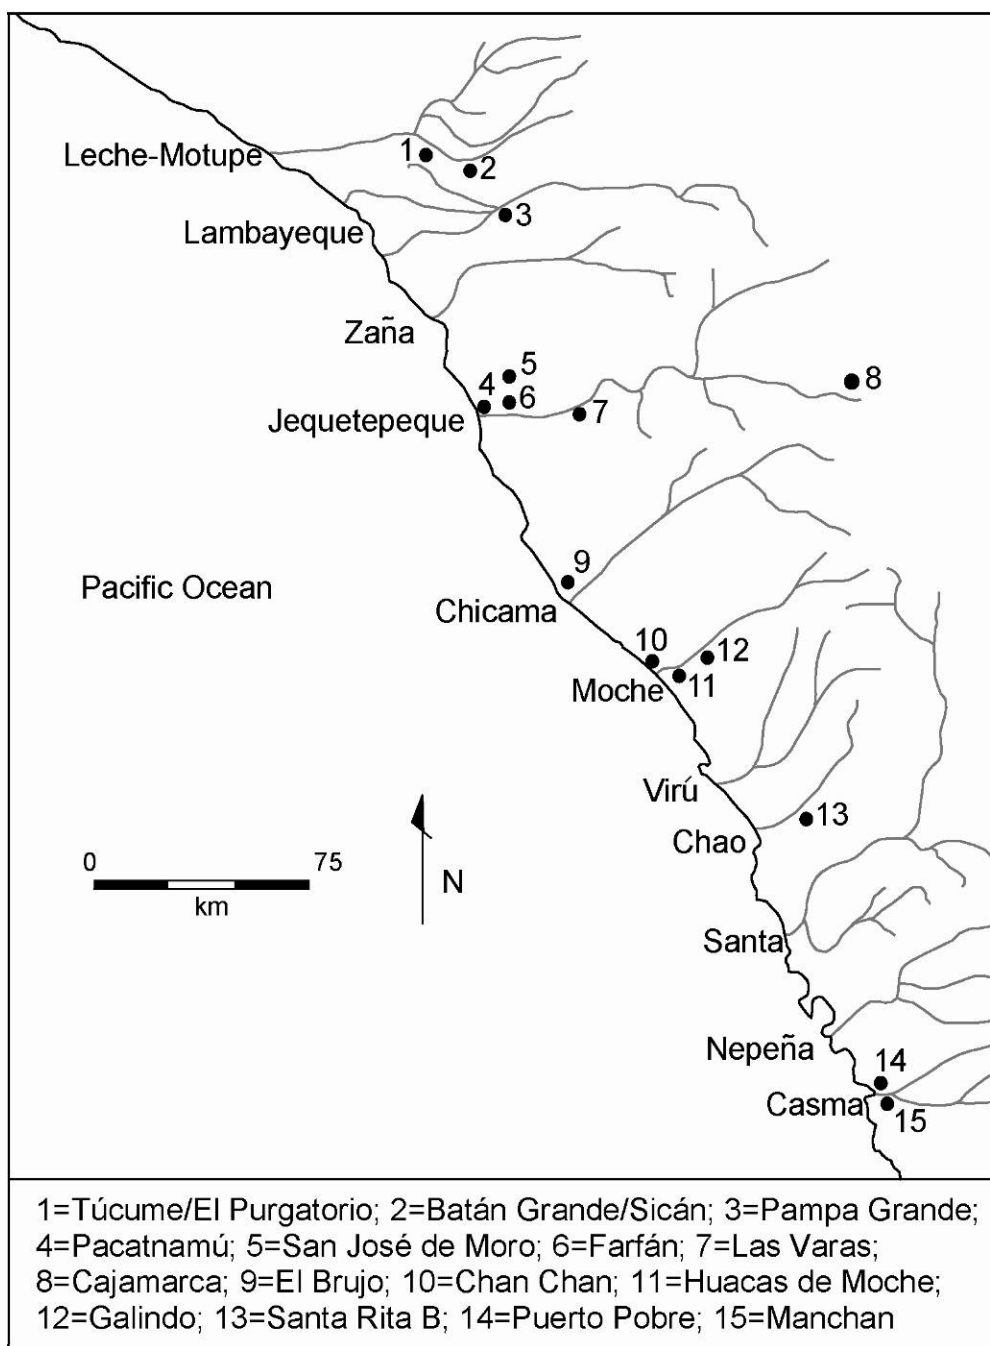 Leche-Motupe
1
2
Lambayeque
3
Zaña
5
4
6
8
Jequetepeque
7
9
Pacific Ocean
Chicama
10
12
Moche
11
Virú
13
Chao
0
75
N
km
Santa
Nepeña
14
Casma
15
1=Túcume/El Purgatorio; 2=Batán Grande/Sicán; 3=Pampa Grande;
4=Pacatnamú; 5=San José de Moro; 6=Farfán; 7=Las Varas;
8=Cajamarca; 9=El Brujo; 10=Chan Chan; 11=Huacas de Moche;
12=Galindo; 13=Santa Rita B; 14=Puerto Pobre; 15=Manchan